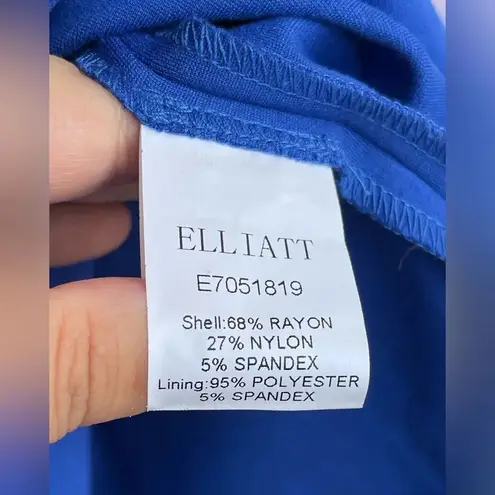 ELLIATT
E7051819
Shell:68% RAYON
27% NYLON
5% SPANDEX
Lining:95% POLYESTER
5% SPANDEX